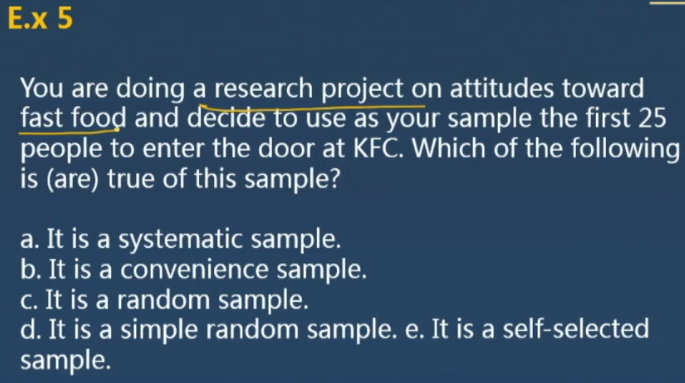 E.x 5
You are doing a research project on attitudes toward
fast food and decide to use as your sample the first 25
people to enter the door at KFC. Which of the following
is (are) true of this sample?
a. It is a systematic sample.
b. It is a convenience sample.
c. It is a random sample.
d. It is a simple random sample. e. It is a self-selected
sample.